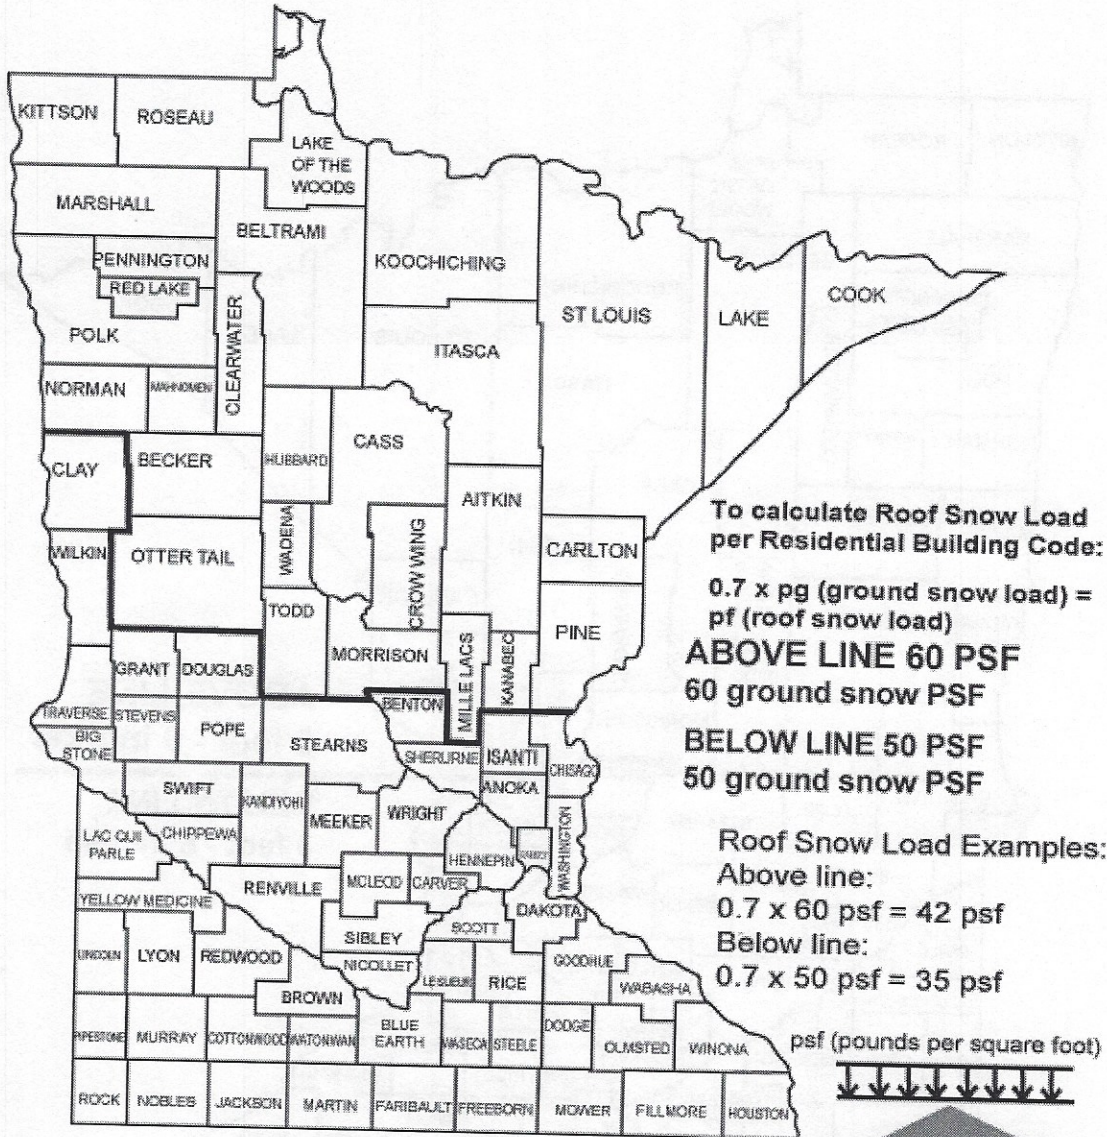 KITTSON
ROSEAU
LAKE
OF THE
WOODS
MARSHALL
BELTRAMI
PENNINGTON
KOOCHICHING
RED LAKE
COOK
ST LOUIS
LAKE
POLK
CLEARWATER
ITASCA
NORMAN
MAHNOMEN
CASS
CLAY
BECKER
HUBBARD
AITKIN
WILKIN
OTTER TAIL
WADENA
CROW WING
CARLTON
TODD
PINE
MORRISON
MILLE LACS
KANABEC
GRANT
DOUGLAS
BENTON
TRAVERSE
STEVENS
POPE
STEARNS
BIG
STONE
SHERURNE
ISANTI
CHISAGO
ANOKA
SWIFT
KANDIYOHI
MEEKER
WRIGHT
LAC QUI
PARLE
CHIPPEWA
HENNEPIN
WASHINGTON
RENVILLE
MCLEOD
CARVER
YELLOW MEDICINE
DAKOTA
SCOTT
SIBLEY
LINCOLN
LYON
REDWOOD
NICOLLET
LESUEUR
RICE
GOODHUE
WABASHA
BROWN
PIPESTONE
MURRAY
COTTONWOOD
WATONWAN
BLUE
EARTH
WASECA
STEELE
DODGE
OLMSTED
WINONA
ROCK
NOBLES
JACKSON
MARTIN
FARIBAULT
FREEBORN
MOWER
FILLMORE
HOUSTON
To calculate Roof Snow Load
per Residential Building Code:
0.7 x pg (ground snow load) =
pf (roof snow load)
ABOVE LINE 60 PSF
60 ground snow PSF
BELOW LINE 50 PSF
50 ground snow PSF
Roof Snow Load Examples:
Above line:
0.7 x 60 psf = 42 psf
Below line:
0.7 x 50 psf = 35 psf
psf (pounds per square foot)